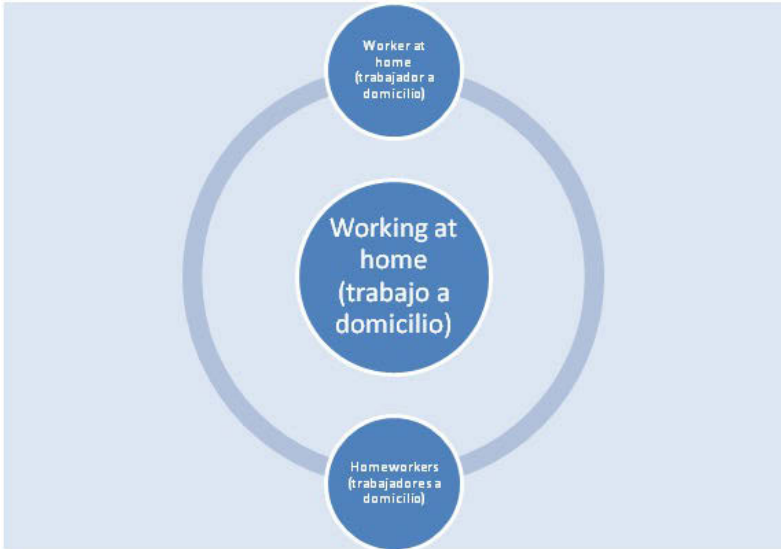 Worker at
home
(trabajador a
domicilio)
Working at
home
(trabajo a
domicilio)
Homeworkers
(trabajadores a
domicilio)